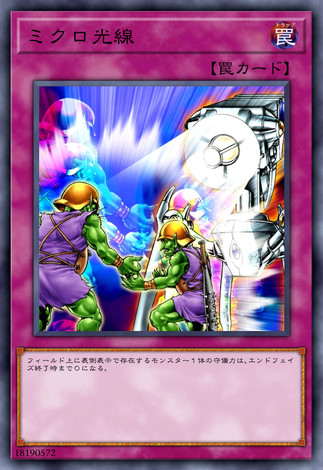 ミクロ光線
トラップ
罠
【罠カード】
フィールド上に表側表示で存在するモンスター１体の守備力は、エンドフェイ
ズ終了時まで０になる。
18190572